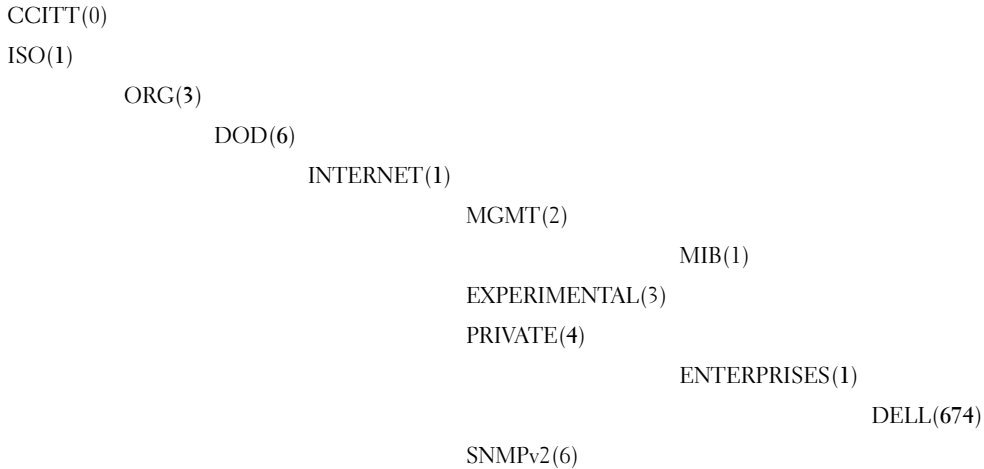 CCITT(0)
ISO(1)
ORG(3)
DOD(6)
INTERNET(1)
MGMT(2)
MIB(1)
EXPERIMENTAL(3)
PRIVATE(4)
ENTERPRISES(1)
DELL(674)
SNMPv2(6)